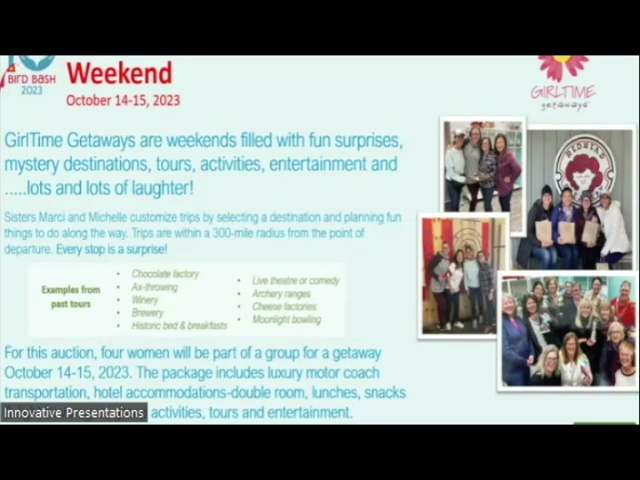 BIRD BASH
2023
Weekend
October 14-15, 2023
GIRLTIME
getaways
GirlTime Getaways are weekends filled with fun surprises,
mystery destinations, tours, activities, entertainment and
.....lots and lots of laughter!
Sisters Marci and Michelle customize trips by selecting a destination and planning fun
things to do along the way. Trips are within a 300-mile radius from the point of
departure. Every stop is a surprise!
Examples from
past tours
• Chocolate factory
• Ax-throwing
• Winery
• Brewery
• Historic bed & breakfasts
• Live theatre or comedy
• Archery ranges
• Cheese factories
• Moonlight bowling
For this auction, four women will be part of a group for a getaway
October 14-15, 2023. The package includes luxury motor coach
transportation, hotel accommodations-double room, lunches, snacks
activities, tours and entertainment.
Innovative Presentations